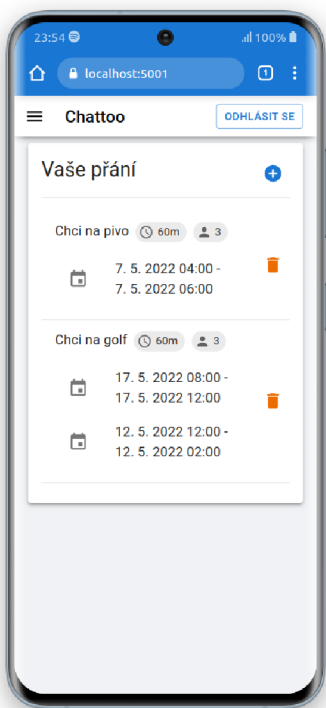 23:54 100%
localhost:5001 1
Chattoo ODHLÁSIT SE
Vaše přání
Chci na pivo 60m 3
7. 5. 2022 04:00 -
7. 5. 2022 06:00
Chci na golf 60m 3
17. 5. 2022 08:00 -
17. 5. 2022 12:00
12. 5. 2022 12:00 -
12. 5. 2022 02:00